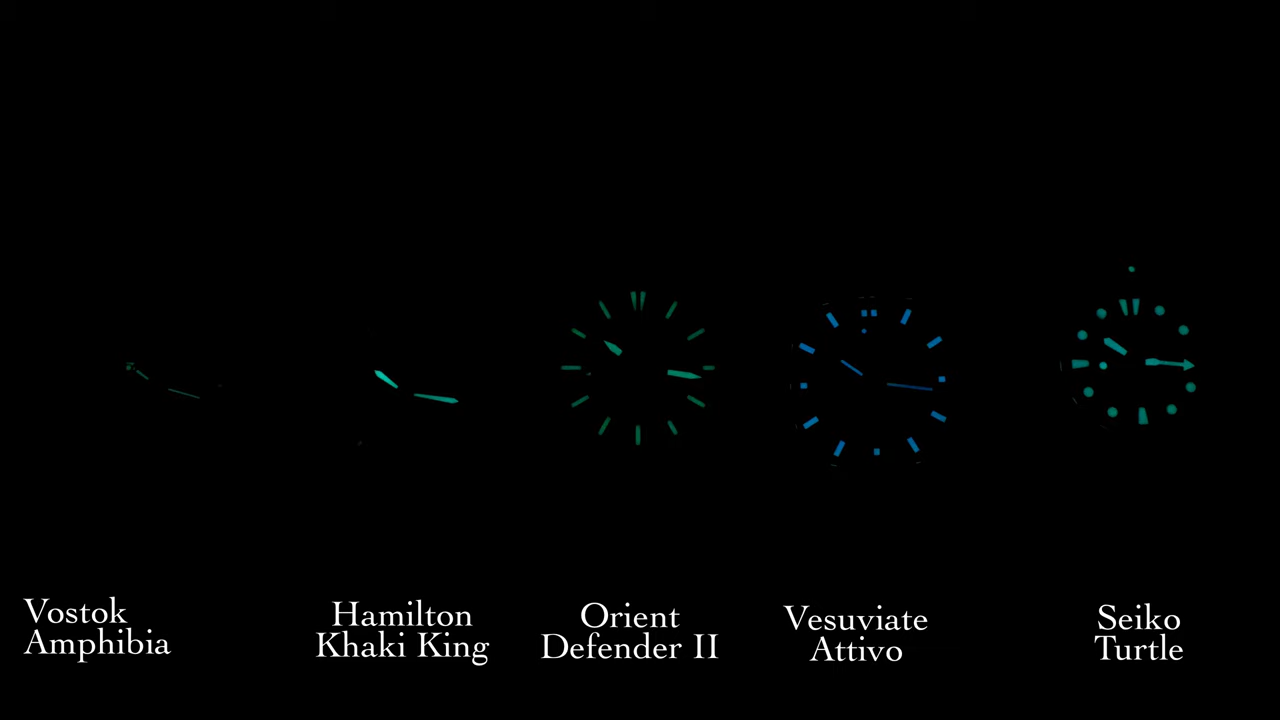 Vostok
Amphibia
Hamilton
Khaki King
Orient
Defender II
Vesuviate
Attivo
Seiko
Turtle